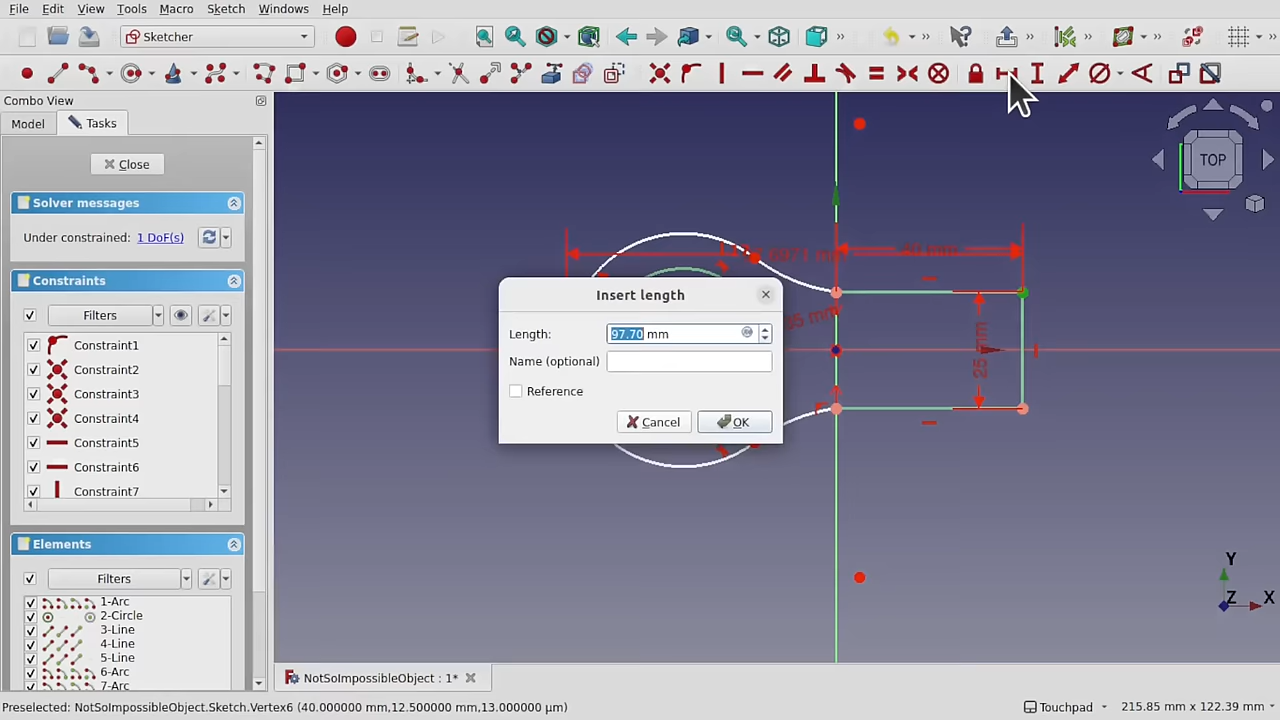 File Edit View Tools Macro Sketch Windows Help
Sketcher
Combo View
Model Tasks
Close
Solver messages
Under constrained: 1 DoF(s)
Constraints
Filters
Constraint1
Constraint2
Constraint3
Constraint4
Constraint5
Constraint6
Constraint7
Elements
Filters
1-Arc
2-Circle
3-Line
4-Line
5-Line
6-Arc
7-Arc
TOP
40 mm
25 mm
Insert length
Length: 97.70 mm
Name (optional)
Reference
Cancel OK
Y
Z X
NotSoImpossibleObject : 1*
Preselected: NotSoImpossibleObject.Sketch.Vertex6 (40.000000 mm,12.500000 mm,13.000000 µm)
Touchpad 215.85 mm x 122.39 mm